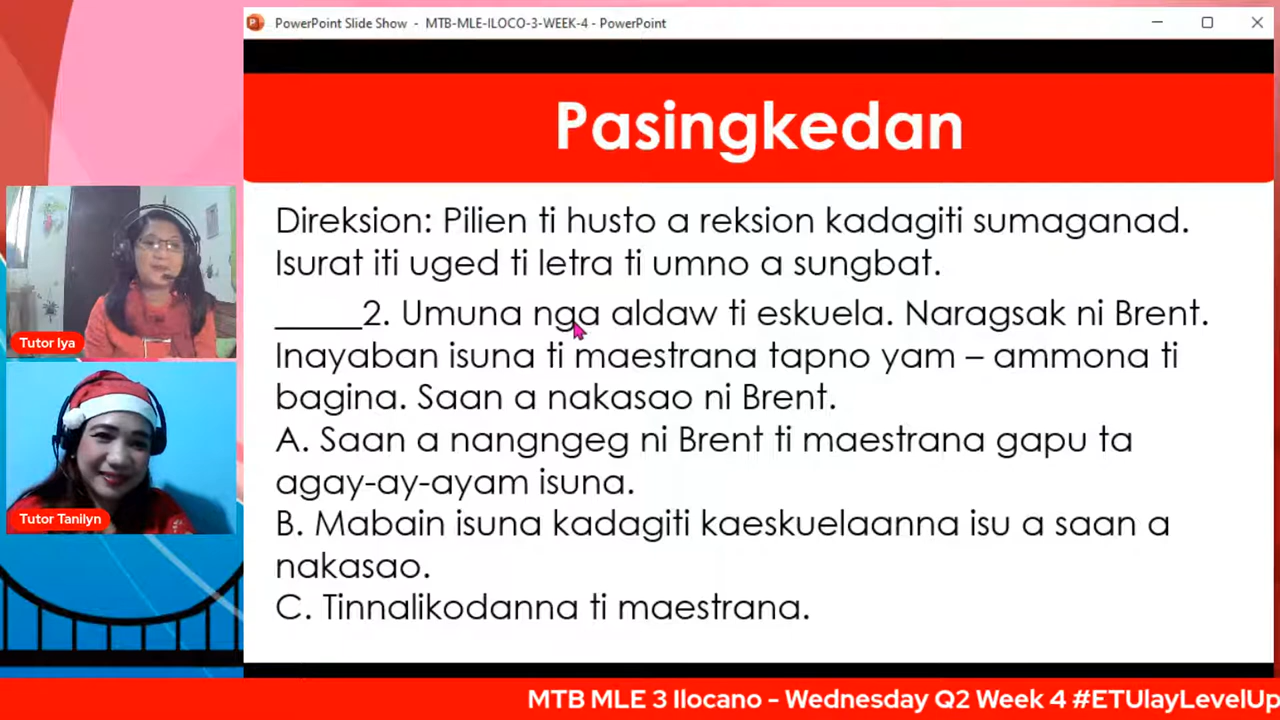 PowerPoint Slide Show - MTB-MLE-ILOCO-3-WEEK-4 - PowerPoint
Pasingkedan
Direksion: Pilien ti husto a reksion kadagiti sumaganad.
Isurat iti uged ti letra ti umno a sungbat.
_____2. Umuna nga aldaw ti eskuela. Naragsak ni Brent.
Inayaban isuna ti maestrana tapno yam – ammona ti
bagina. Saan a nakasao ni Brent.
A. Saan a nangngeg ni Brent ti maestrana gapu ta
agay-ay-ayam isuna.
B. Mabain isuna kadagiti kaeskuelaanna isu a saan a
nakasao.
C. Tinnalikodanna ti maestrana.
Tutor Iya
Tutor Tanilyn
MTB MLE 3 Ilocano - Wednesday Q2 Week 4 #ETUlayLevelUp